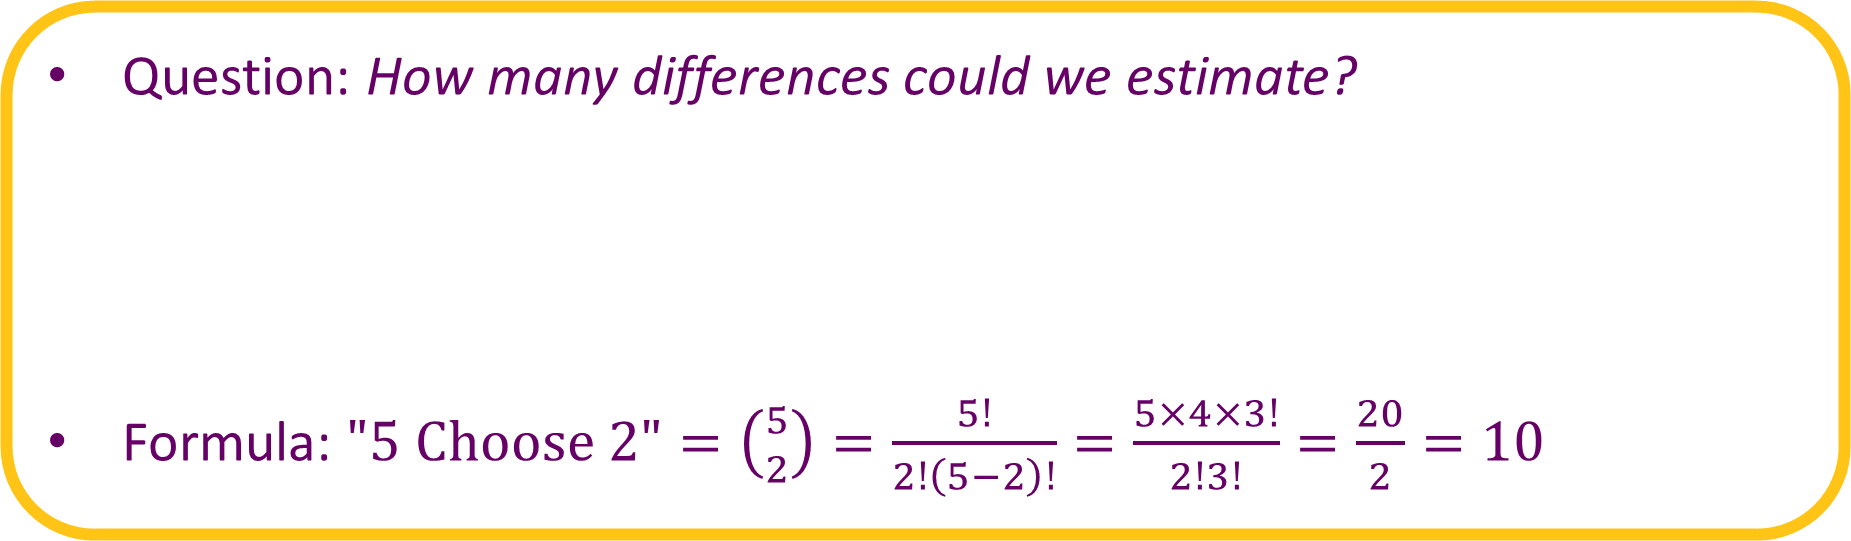 • Question: How many differences could we estimate?
• Formula: "5 Choose 2" = (5 2) = 5!/2!(5−2)! = 5×4×3!/2!3! = 20/2 = 10